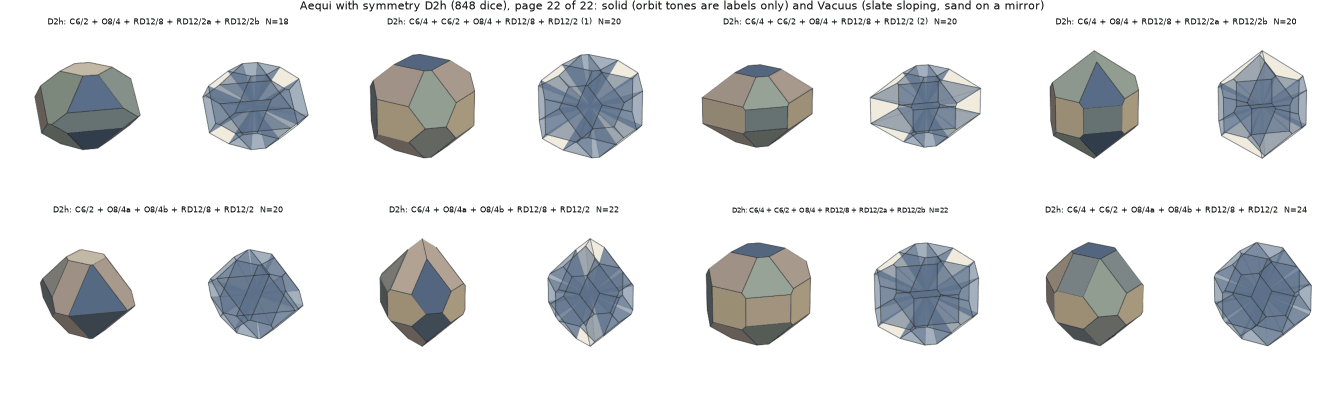 Aequi with symmetry D2h (848 dice), page 22 of 22: solid (orbit tones are labels only) and Vacuus (slate sloping, sand on a mirror)
D2h: C6/2 + O8/4 + RD12/8 + RD12/2a + RD12/2b N=18
D2h: C6/4 + C6/2 + O8/4 + RD12/8 + RD12/2 (1) N=20
D2h: C6/4 + C6/2 + O8/4 + RD12/8 + RD12/2 (2) N=20
D2h: C6/4 + O8/4 + RD12/8 + RD12/2a + RD12/2b N=20
D2h: C6/2 + O8/4a + O8/4b + RD12/8 + RD12/2 N=20
D2h: C6/4 + O8/4a + O8/4b + RD12/8 + RD12/2 N=22
D2h: C6/4 + C6/2 + O8/4 + RD12/8 + RD12/2a + RD12/2b N=22
D2h: C6/4 + C6/2 + O8/4a + O8/4b + RD12/8 + RD12/2 N=24